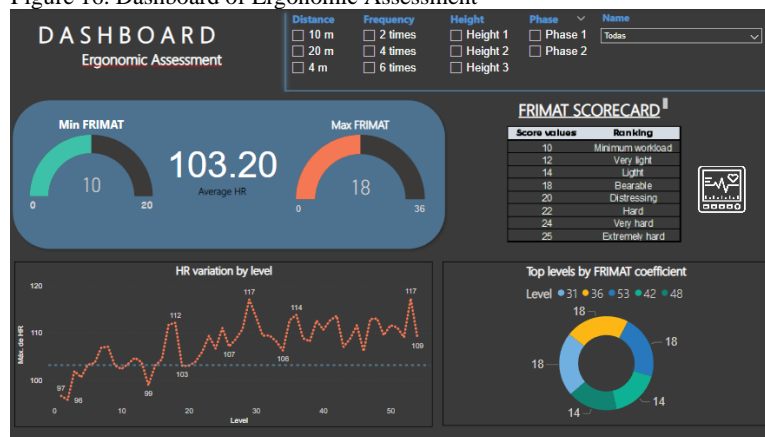 Figure 16. Dashboard of Ergonomic Assessment
DASHBOARD
Ergonomic Assessment
Distance
10 m
20 m
4 m
Frequency
2 times
4 times
6 times
Height
Height 1
Height 2
Height 3
Phase
Phase 1
Phase 2
Name
Todas
Min FRIMAT
10
0
20
103.20
Average HR
Max FRIMAT
18
0
36
FRIMAT SCORECARD
Score values Ranking
10 Minimum workload
12 Very light
14 Ligtht
18 Bearable
20 Distressing
22 Hard
24 Very hard
25 Extremely hard
HR variation by level
Máx. de HR
120
110
100
97
96
99
112
103
107
117
106
114
117
109
0 10 20 30 40 50
Level
Top levels by FRIMAT coefficient
Level 31 36 53 42 48
18
18
18
14
14